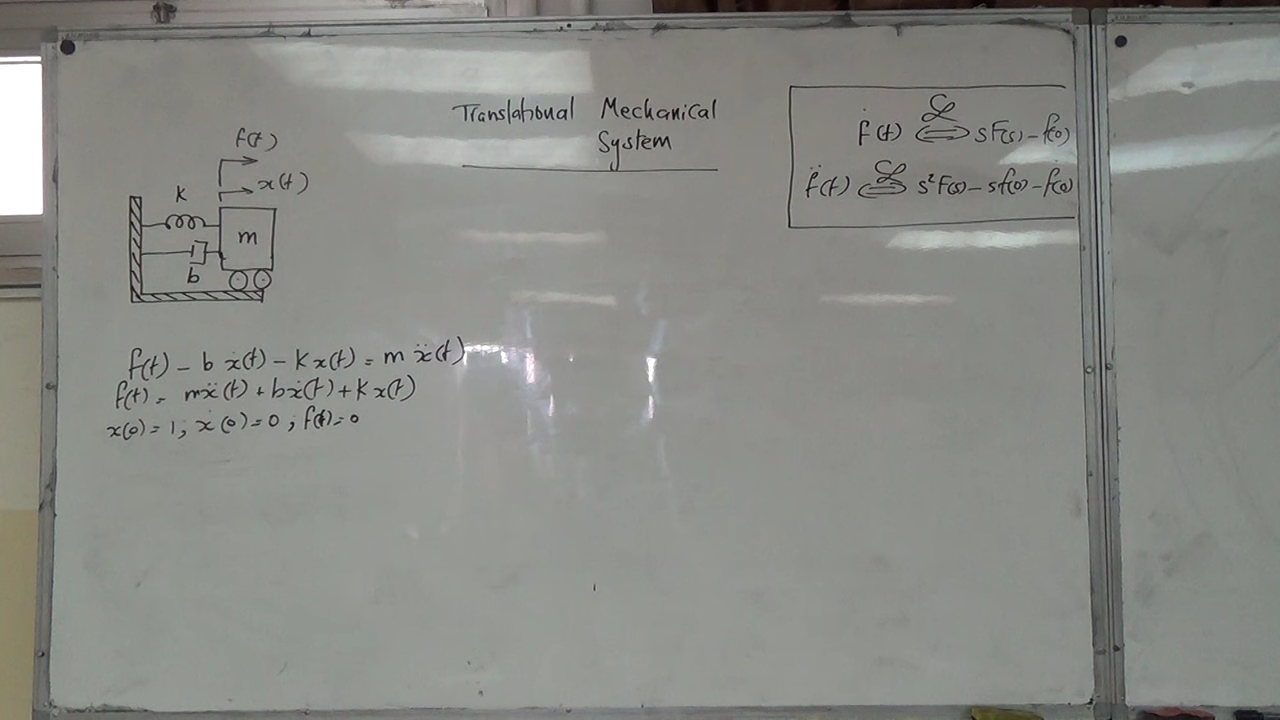 Translational Mechanical
System
ḟ(t) ℒ⟺ sF(s) – f(0)
f̈(t) ℒ⟺ s²F(s) – sf(0) – ḟ(0)
f(t)
x(t)
k
m
b
f(t) – b ẋ(t) – k x(t) = m ẍ(t)
f(t) = mẍ(t) + bẋ(t) + k x(t)
x(0) = 1 ; ẋ(0) = 0 ; f(t) = 0